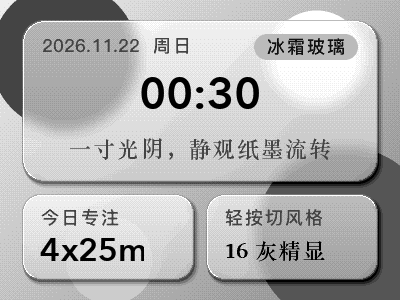 2026.11.22 周日
冰霜玻璃
00:30
一寸光阴，静观纸墨流转
今日专注
4x25m
轻按切风格
16 灰精显